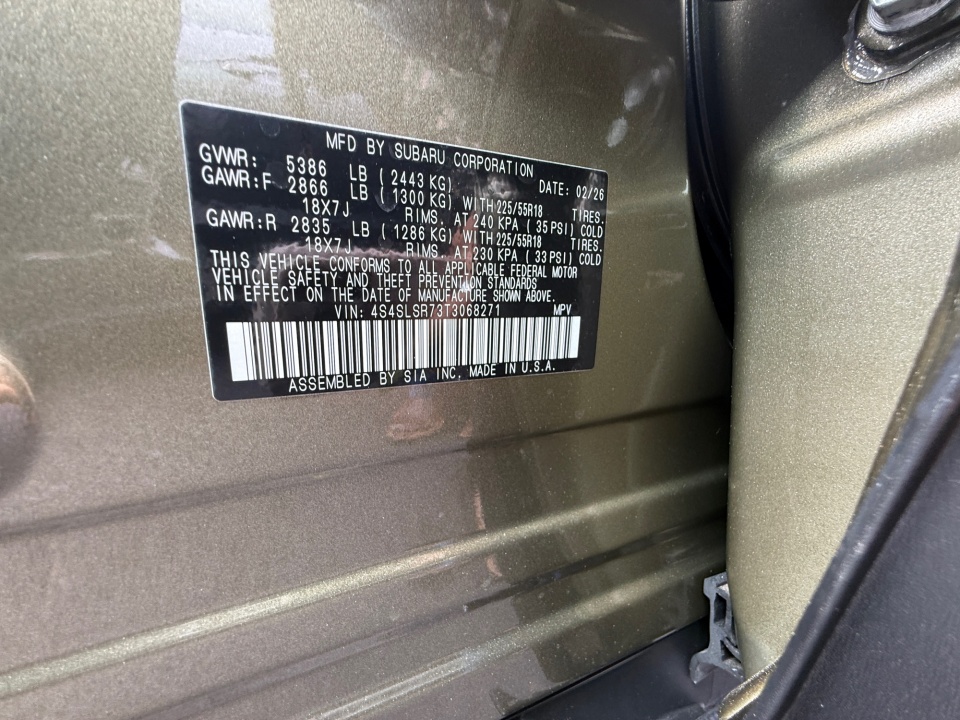 MFD BY SUBARU CORPORATION
GVWR: 5386 LB ( 2443 KG) DATE: 02/26
GAWR:F 2866 LB ( 1300 KG) WITH 225/55R18 TIRES.
18X7J RIMS. AT 240 KPA ( 35 PSI) COLD
GAWR:R 2835 LB ( 1286 KG) WITH 225/55R18 TIRES.
18X7J RIMS. AT 230 KPA ( 33 PSI) COLD
THIS VEHICLE CONFORMS TO ALL APPLICABLE FEDERAL MOTOR
VEHICLE SAFETY AND THEFT PREVENTION STANDARDS
IN EFFECT ON THE DATE OF MANUFACTURE SHOWN ABOVE.
VIN: 4S4SLSR73T3068271 MPV
ASSEMBLED BY SIA INC. MADE IN U.S.A.